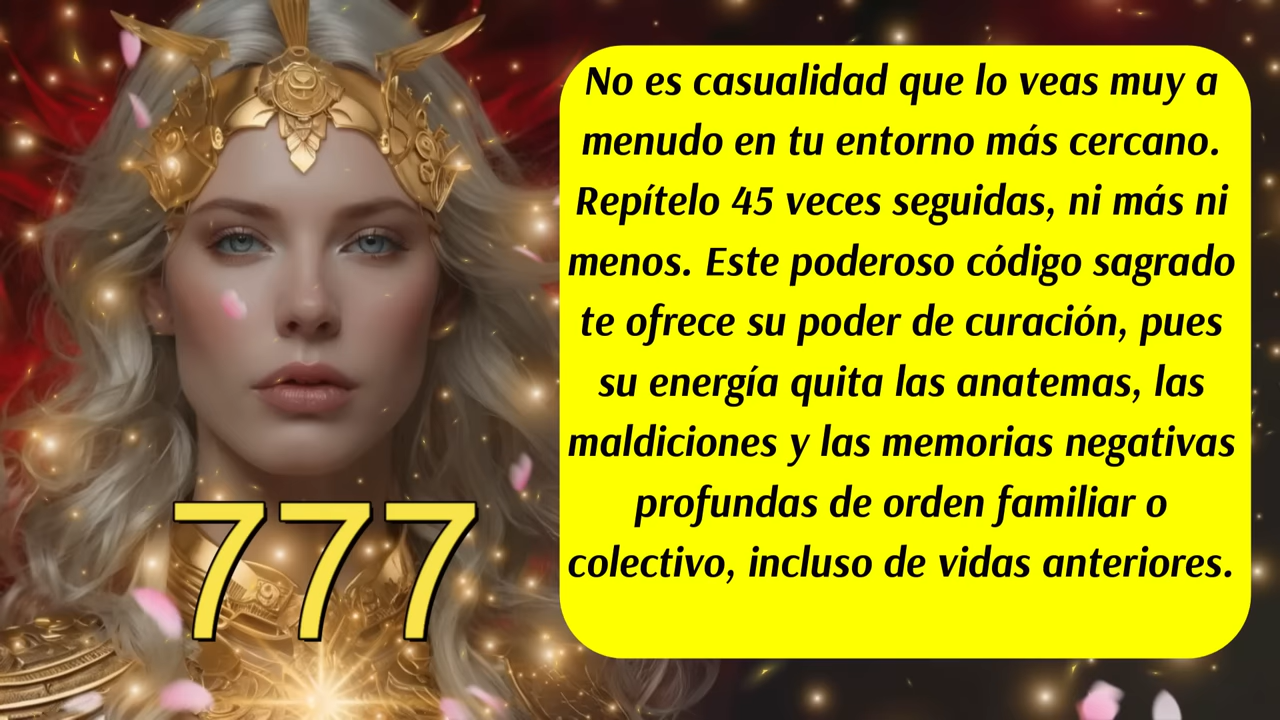 No es casualidad que lo veas muy a
menudo en tu entorno más cercano.
Repítelo 45 veces seguidas, ni más ni
menos. Este poderoso código sagrado
te ofrece su poder de curación, pues
su energía quita las anatemas, las
maldiciones y las memorias negativas
profundas de orden familiar o
colectivo, incluso de vidas anteriores.
777